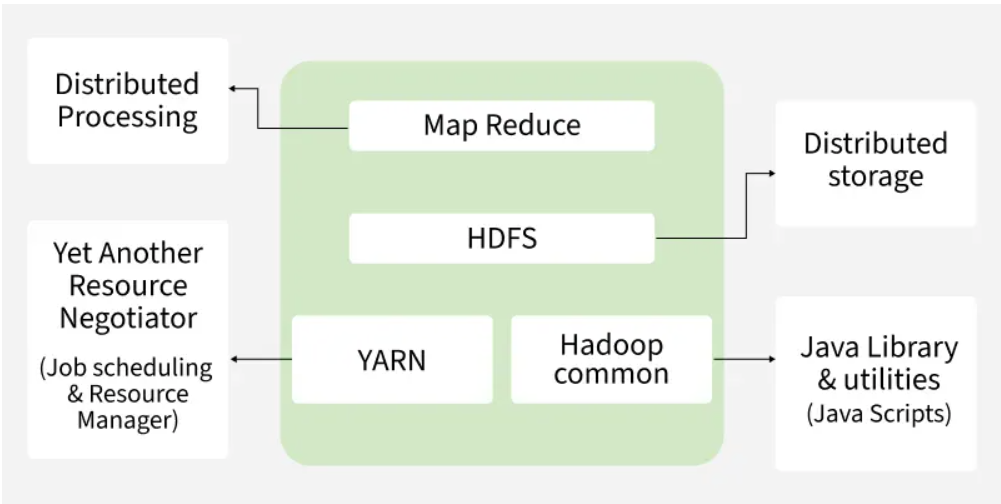 Distributed
Processing
Map Reduce
Distributed
storage
HDFS
Yet Another
Resource
Negotiator
(Job scheduling
& Resource
Manager)
YARN
Hadoop
common
Java Library
& utilities
(Java Scripts)